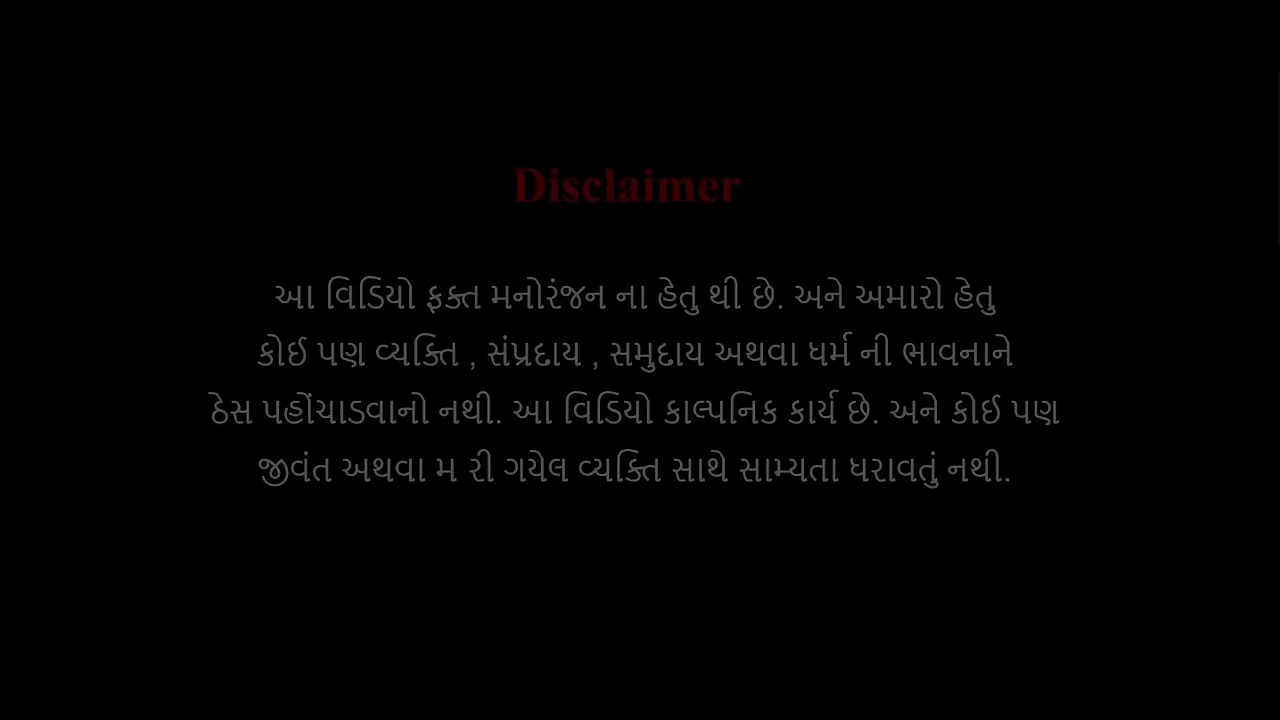 Disclaimer
આ વિડિયો ફક્ત મનોરંજન ના હેતુ થી છે. અને અમારો હેતુ
કોઈ પણ વ્યક્તિ , સંપ્રદાય , સમુદાય અથવા ધર્મ ની ભાવનાને
ઠેસ પહોંચાડવાનો નથી. આ વિડિયો કાલ્પનિક કાર્ય છે. અને કોઈ પણ
જીવંત અથવા મ રી ગયેલ વ્યક્તિ સાથે સામ્યતા ધરાવતું નથી.